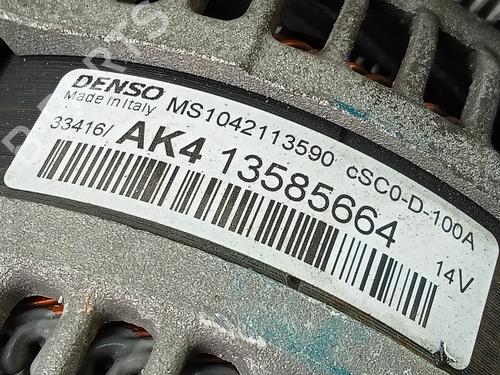 DENSO
Made in Italy MS1042113590 cSC0-D-100A
33416/ AK4 13585664
14V